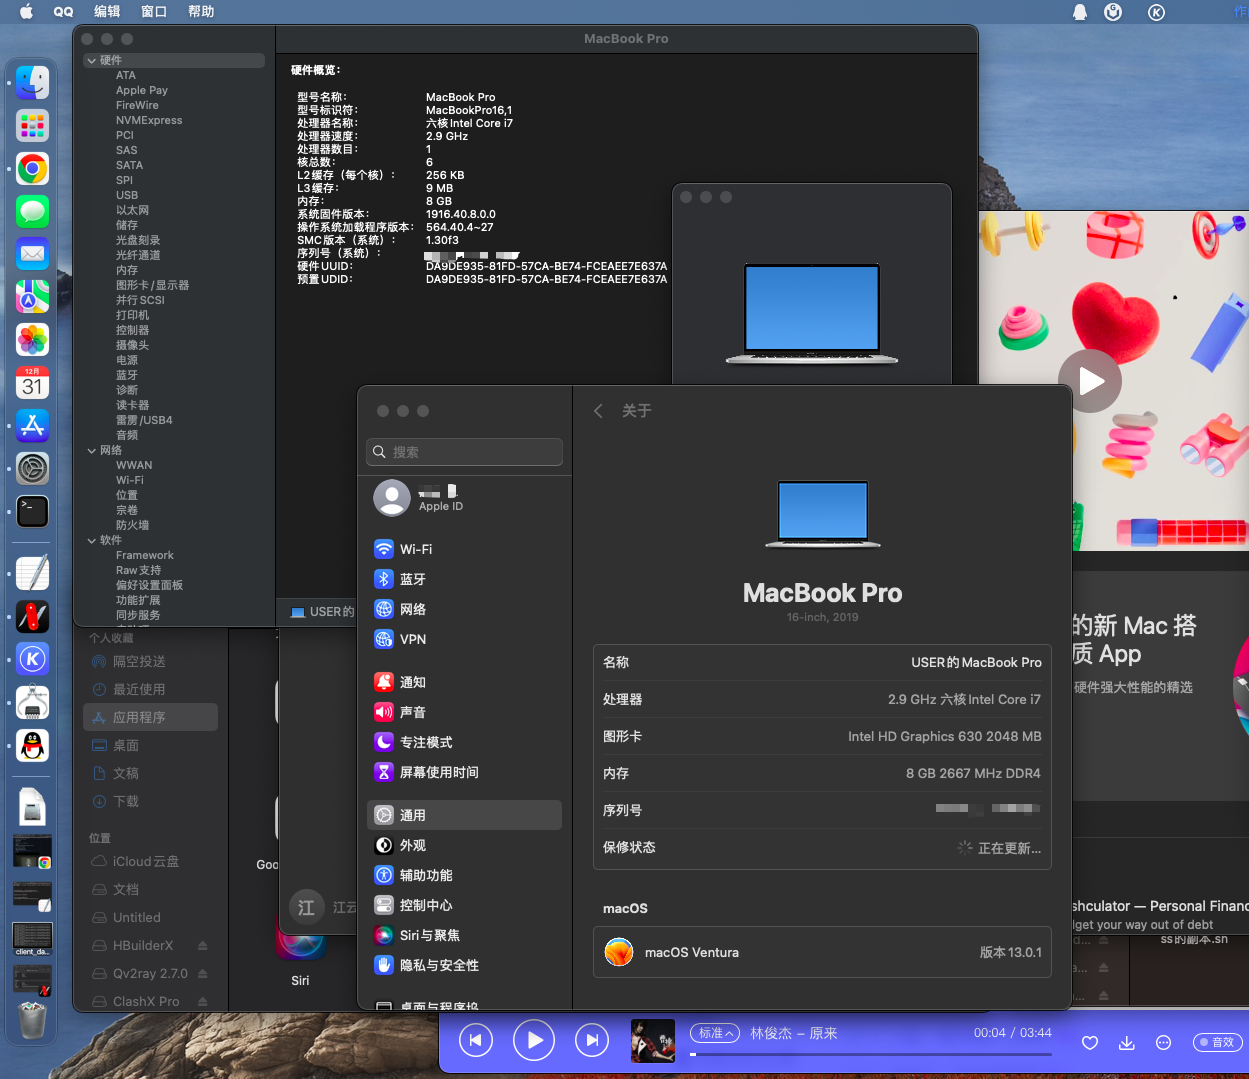 QQ 编辑 窗口 帮助
作
MacBook Pro
硬件
ATA
Apple Pay
FireWire
NVMExpress
PCI
SAS
SATA
SPI
USB
以太网
储存
光盘刻录
光纤通道
内存
图形卡/显示器
并行SCSI
打印机
控制器
摄像头
电源
蓝牙
诊断
读卡器
雷雳/USB4
音频
网络
WWAN
Wi-Fi
位置
宗卷
防火墙
软件
Framework
Raw支持
偏好设置面板
功能扩展
同步服务
硬件概览：
型号名称： MacBook Pro
型号标识符： MacBookPro16,1
处理器名称： 六核Intel Core i7
处理器速度： 2.9 GHz
处理器数目： 1
核总数： 6
L2缓存（每个核）： 256 KB
L3缓存： 9 MB
内存： 8 GB
系统固件版本： 1916.40.8.0.0
操作系统加载程序版本： 564.40.4~27
SMC版本（系统）： 1.30f3
序列号（系统）：
硬件UUID： DA9DE935-81FD-57CA-BE74-FCEAEE7E637A
预置UDID： DA9DE935-81FD-57CA-BE74-FCEAEE7E637A
USER的
12月
31
个人收藏
隔空投送
最近使用
应用程序
桌面
文稿
下载
位置
iCloud云盘
文档
Untitled
HBuilderX
Qv2ray 2.7.0
ClashX Pro
Goo
江 江云
Siri
搜索
Apple ID
Wi-Fi
蓝牙
网络
VPN
通知
声音
专注模式
屏幕使用时间
通用
外观
辅助功能
控制中心
Siri与聚焦
隐私与安全性
桌面与程序坞
关于
MacBook Pro
16-inch, 2019
名称 USER的MacBook Pro
处理器 2.9 GHz 六核Intel Core i7
图形卡 Intel HD Graphics 630 2048 MB
内存 8 GB 2667 MHz DDR4
序列号
保修状态 正在更新...
macOS
macOS Ventura 版本13.0.1
的新 Mac 搭
质 App
硬件强大性能的精选
shculator — Personal Financ
lget your way out of debt
ss的副本.sh
a...
client_da...
标准 林俊杰 – 原来
00:04 / 03:44
音效